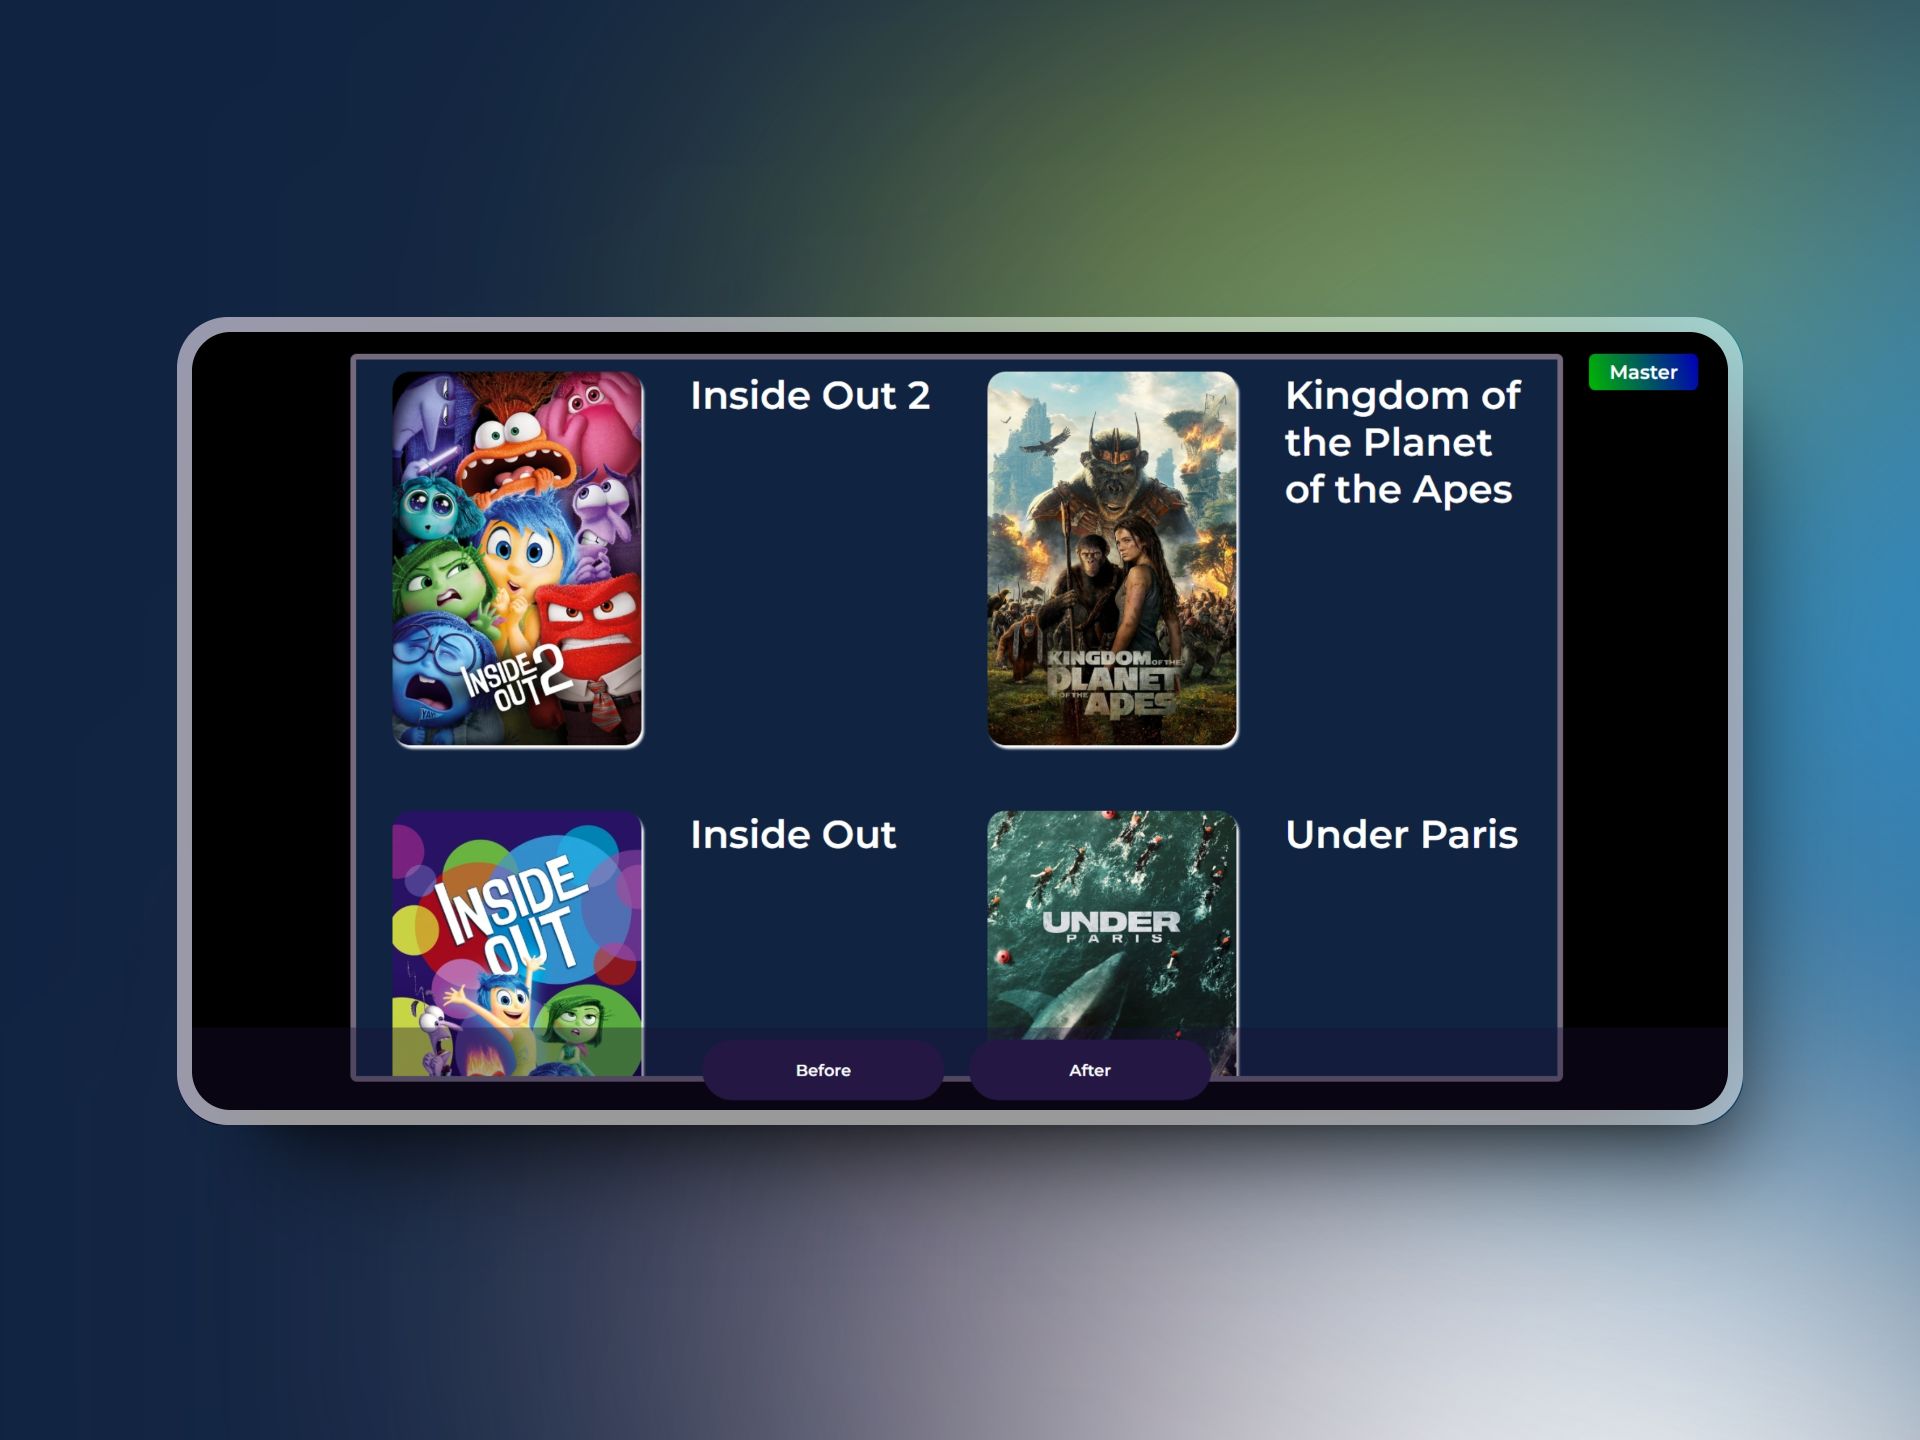 Master
Inside Out 2
Kingdom of
the Planet
of the Apes
INSIDE
OUT 2
KINGDOM OF THE
PLANET
OF THE
APES
Inside Out
Under Paris
INSIDE
OUT
UNDER
PARIS
Before
After